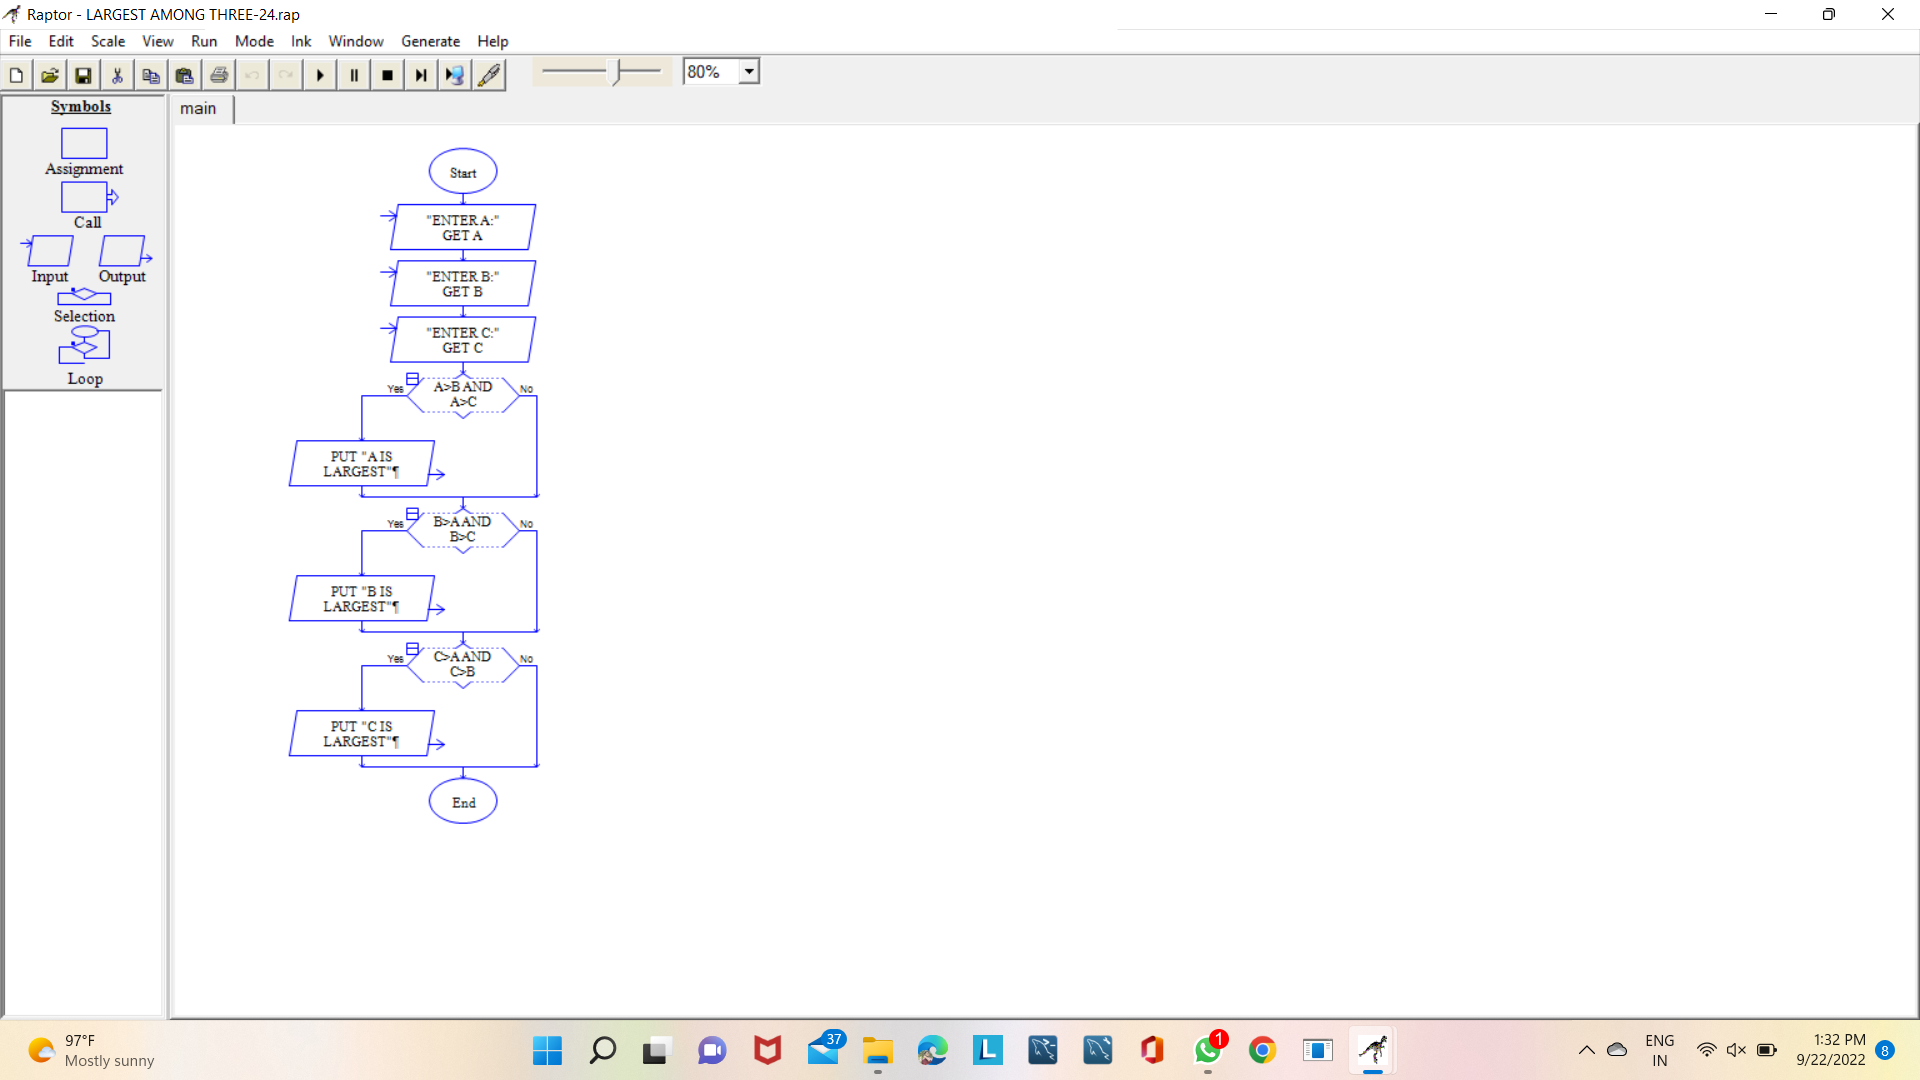 Raptor - LARGEST AMONG THREE-24.rap
File Edit Scale View Run Mode Ink Window Generate Help
80%
Symbols
main
Assignment
Call
Input Output
Selection
Loop
Start
"ENTER A:"
GET A
"ENTER B:"
GET B
"ENTER C:"
GET C
Yes A>B AND No
A>C
PUT "A IS
LARGEST"¶
Yes B>A AND No
B>C
PUT "B IS
LARGEST"¶
Yes C>A AND No
C>B
PUT "C IS
LARGEST"¶
End
97°F
Mostly sunny
37
L
1
ENG
IN
1:32 PM
9/22/2022
8